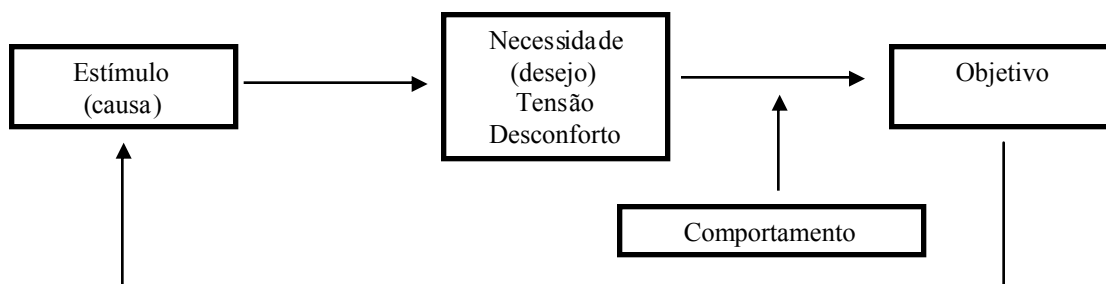 Estímulo
(causa)
Necessidade
(desejo)
Tensão
Desconforto
Objetivo
Comportamento